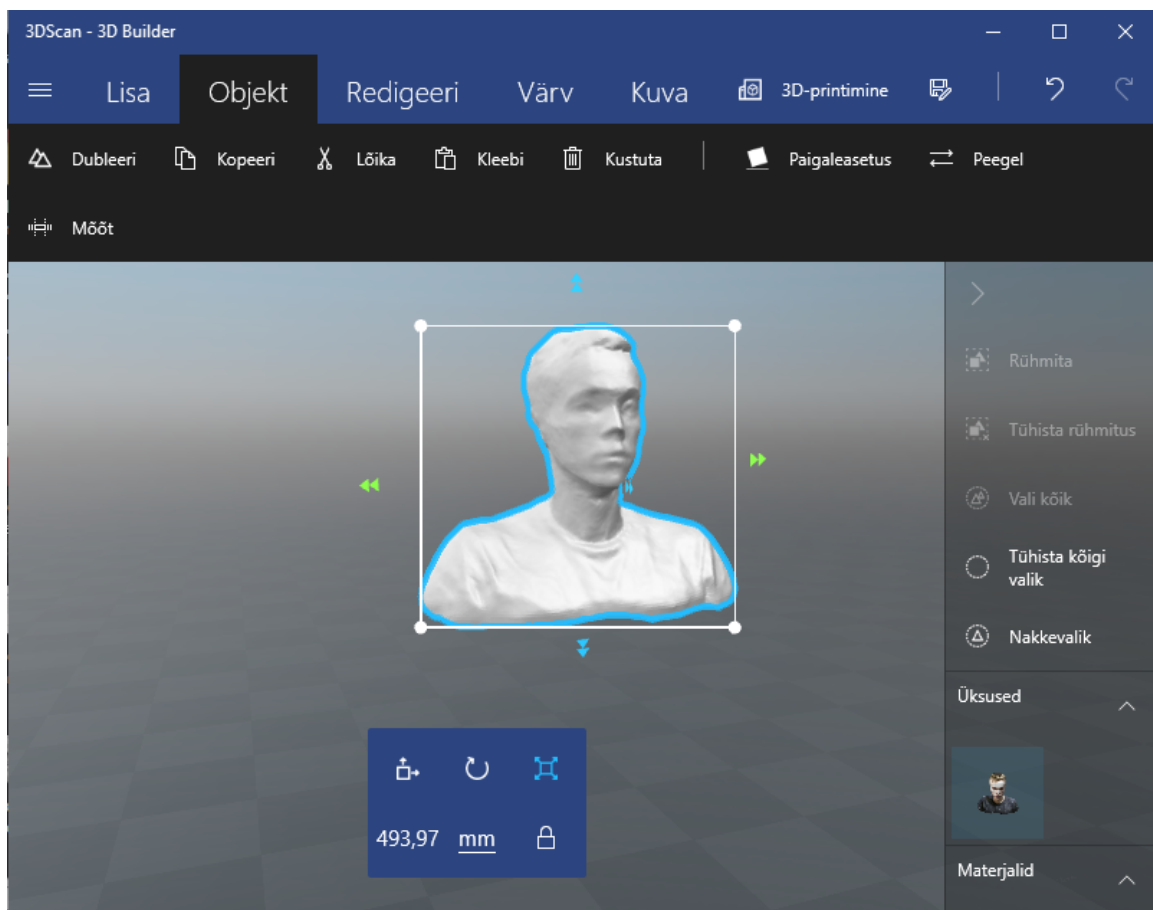 3DScan - 3D Builder
Lisa Objekt Redigeeri Värv Kuva 3D-printimine
Dubleeri Kopeeri Lõika Kleebi Kustuta Paigaleasetus Peegel
Mõõt
Rühmita
Tühista rühmitus
Vali kõik
Tühista kõigi
valik
Nakkevalik
Üksused
493,97 mm
Materjalid